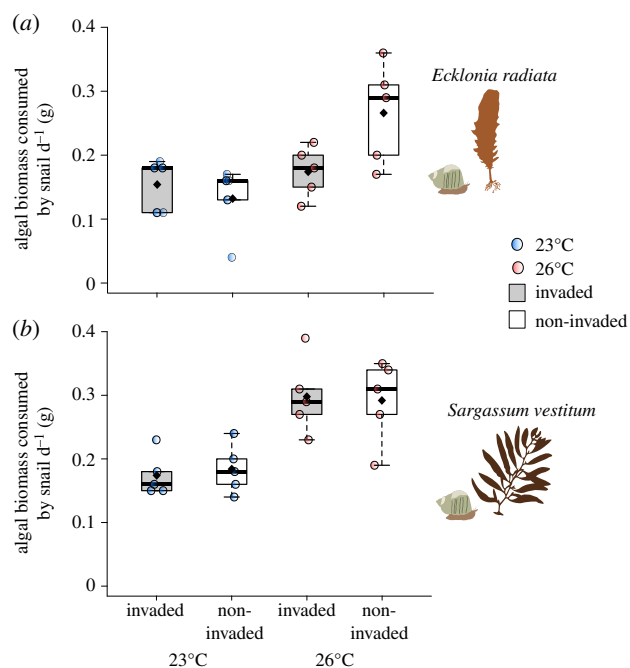 (a)
0.4
0.3
0.2
0.1
0
algal biomass consumed
by snail d⁻¹ (g)
Ecklonia radiata
23°C
26°C
invaded
non-invaded
(b)
0.4
0.3
0.2
0.1
0
algal biomass consumed
by snail d⁻¹ (g)
Sargassum vestitum
invaded
non-
invaded
invaded
non-
invaded
23°C
26°C